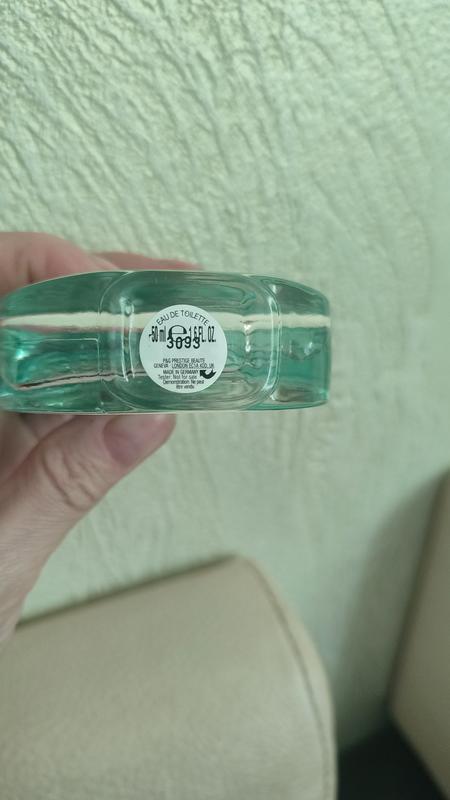 EAU DE TOILETTE
50 ml e 1.6 FL. OZ.
3093
P&G PRESTIGE BEAUTE
GENEVA · LONDON EC1A 4DD, UK
MADE IN GERMANY
Tester: Not for sale
Demonstration: Ne peut
être vendu